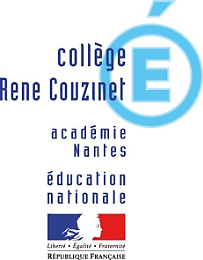 collège
Rene Couzinet
É
académie
Nantes
éducation
nationale
Liberté • Égalité • Fraternité
RÉPUBLIQUE FRANÇAISE